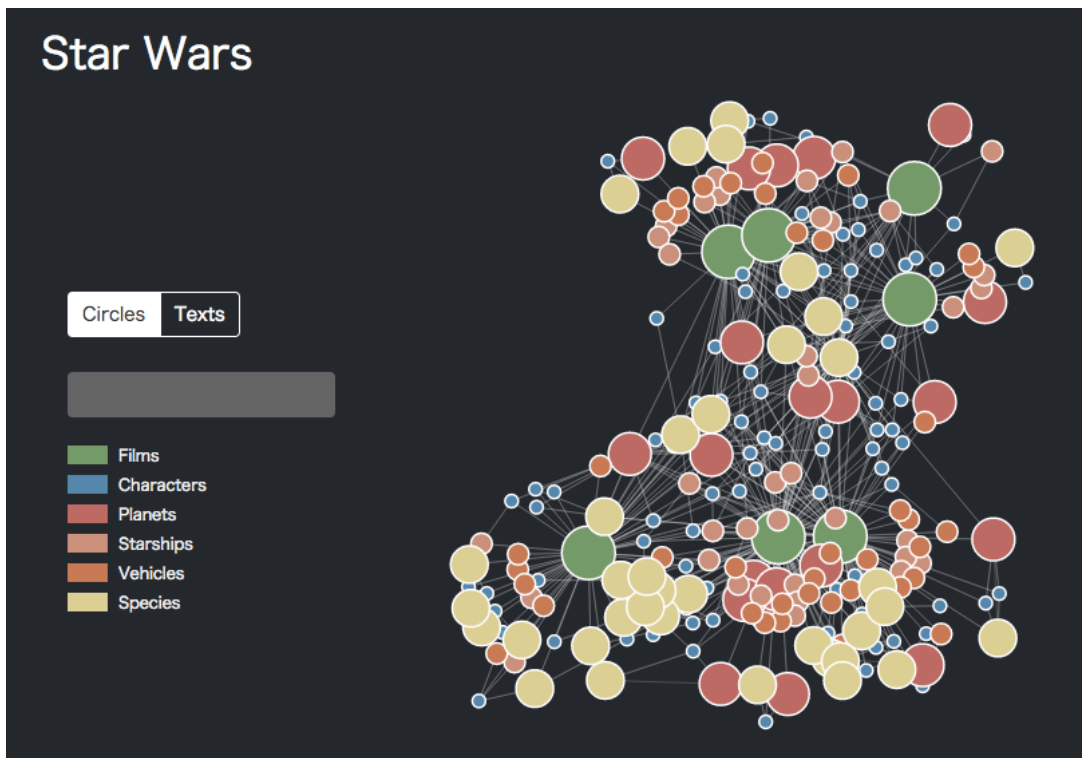 Star Wars
Circles Texts
Films
Characters
Planets
Starships
Vehicles
Species